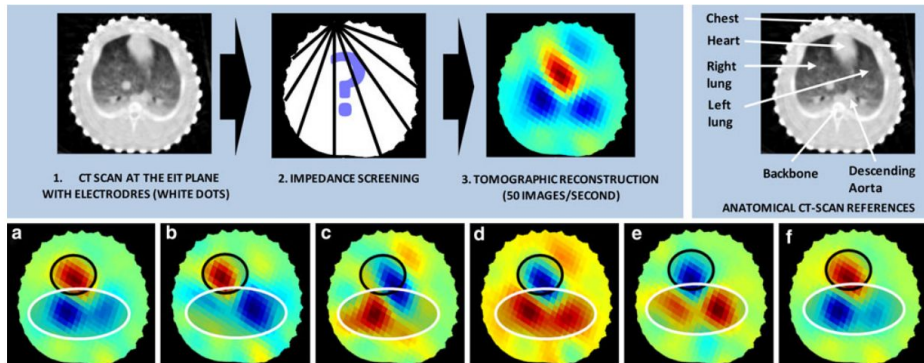 Chest
Heart
Right
lung
Left
lung
Backbone
Descending
Aorta
?
1. CT SCAN AT THE EIT PLANE
WITH ELECTRODRES (WHITE DOTS)
2. IMPEDANCE SCREENING
3. TOMOGRAPHIC RECONSTRUCTION
(50 IMAGES/SECOND)
ANATOMICAL CT-SCAN REFERENCES
a b c d e f